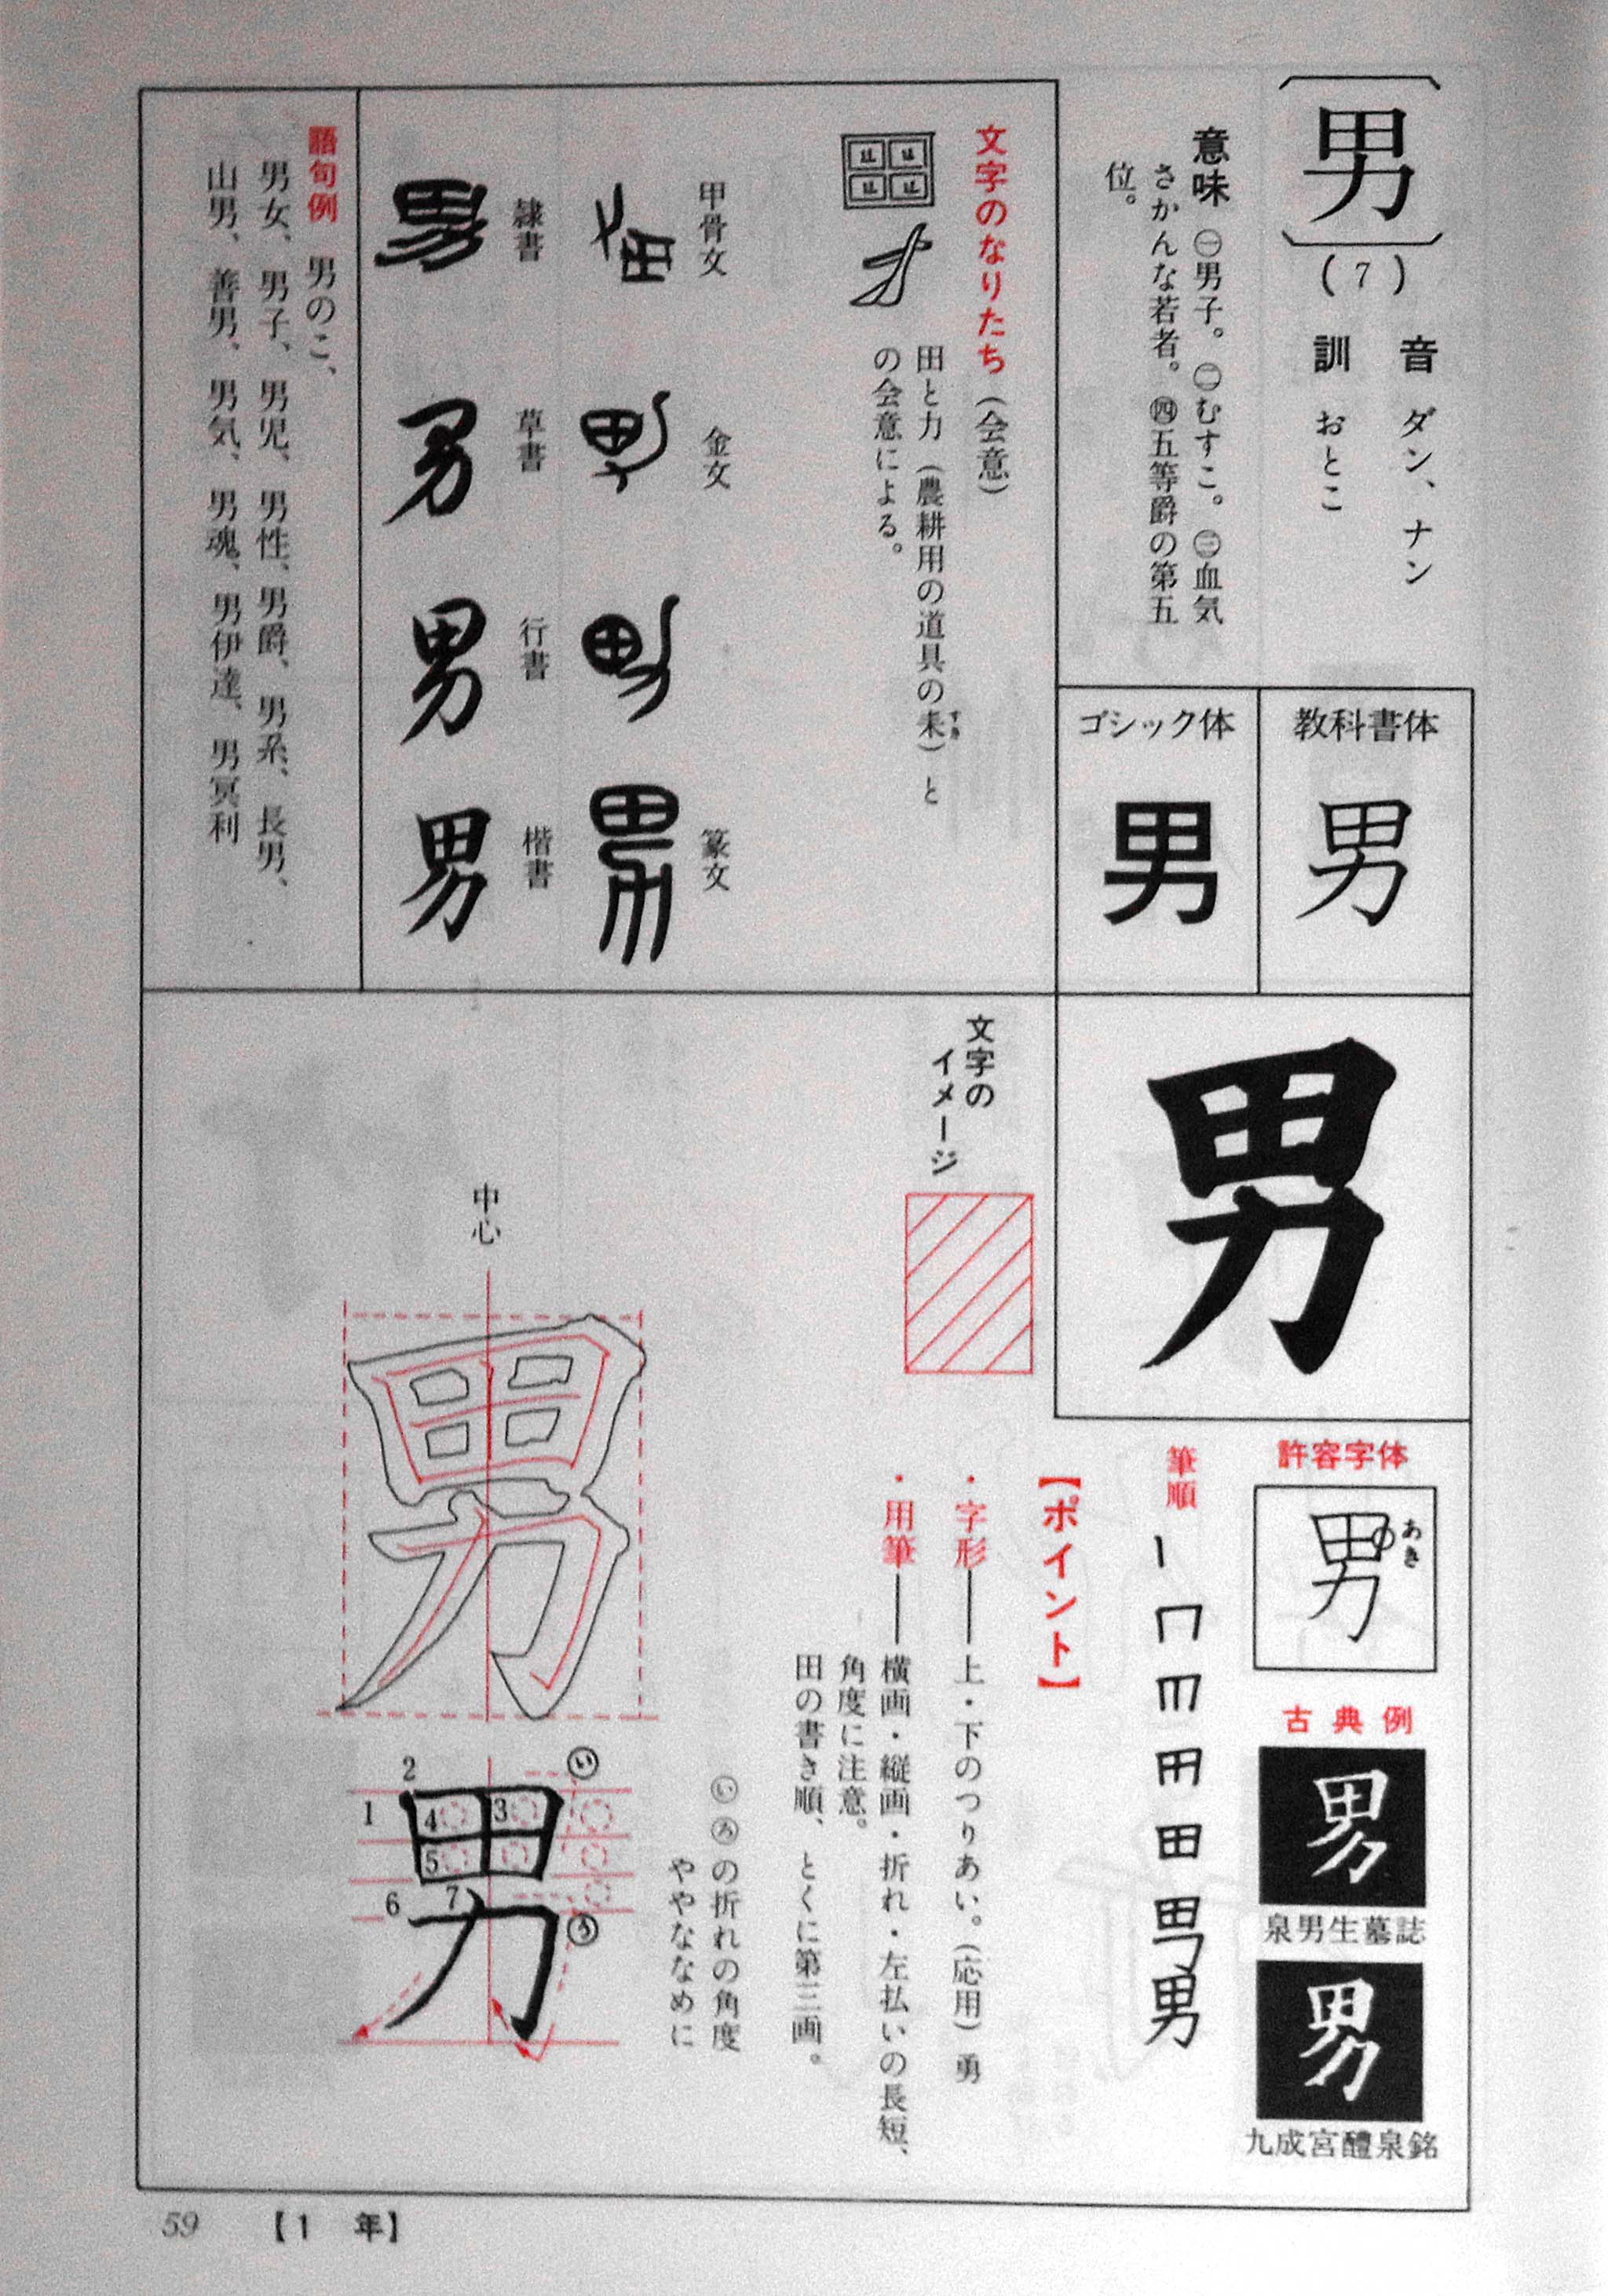 男
(7)
音 ダン、ナン
訓 おとこ
意味 ㊀男子。㊁むすこ。㊂血気
さかんな若者。㊃五等爵の第五
位。
教科書体
男
ゴシック体
男
文字のなりたち（会意）
田と力（農耕用の道具の耒）と
の会意による。
甲骨文
金文
篆文
隷書
草書
行書
楷書
語句例 男のこ、
男女、男子、男児、男性、男爵、男系、長男、
山男、善男、男気、男魂、男伊達、男冥利
男
文字の
イメージ
許容字体
男
あき
古典例
男
泉男生墓誌
男
九成宮醴泉銘
筆順
田
男
【ポイント】
・字形――上・下のつりあい。（応用）勇
・用筆――横画・縦画・折れ・左払いの長短、
角度に注意。
田の書き順、とくに第三画。
㋑㋺の折れの角度
ややななめに
中心
男
い
う
1
2
3
4
5
6
7
59
【1 年】